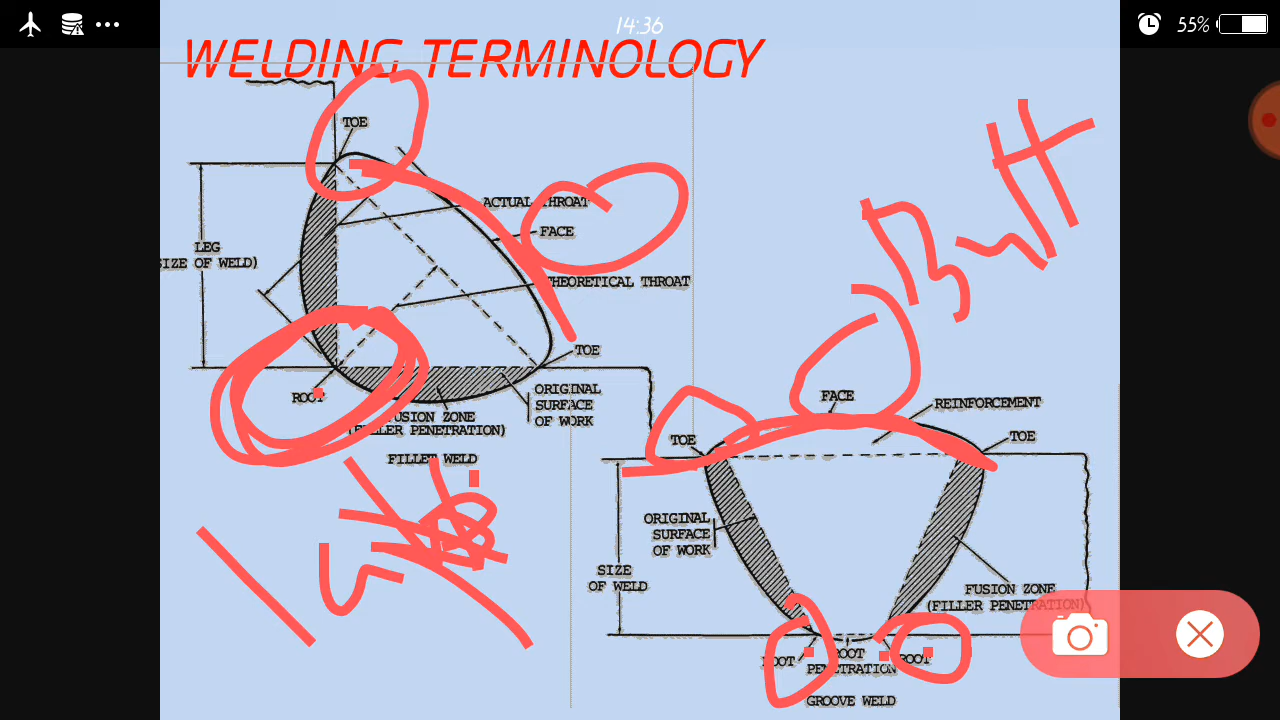 14:36
55%
WELDING TERMINOLOGY
TOE
ACTUAL THROAT
FACE
LEG
SIZE OF WELD)
THEORETICAL THROAT
TOE
ROOT
ORIGINAL
SURFACE
OF WORK
FUSION ZONE
(FILLER PENETRATION)
FILLET WELD
Butt
FACE
REINFORCEMENT
TOE
TOE
ORIGINAL
SURFACE
OF WORK
SIZE
OF WELD
FUSION ZONE
(FILLER PENETRATION)
ROOT
ROOT
PENETRATION
ROOT
GROOVE WELD